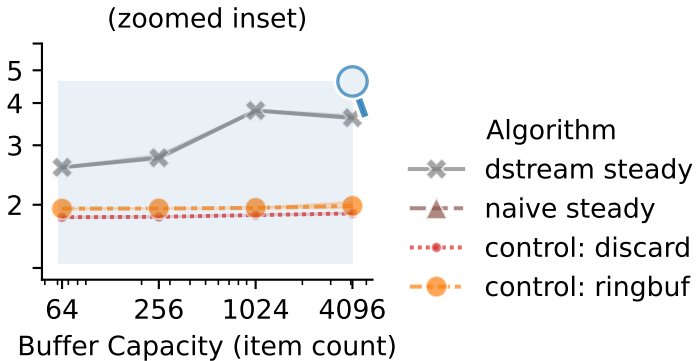 (zoomed inset)
5
4
3
2
64 256 1024 4096
Buffer Capacity (item count)
Algorithm
dstream steady
naive steady
control: discard
control: ringbuf